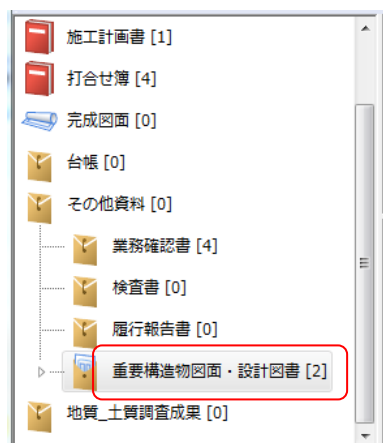 施工計画書 [1]
打合せ簿 [4]
完成図面 [0]
台帳 [0]
その他資料 [0]
業務確認書 [4]
検査書 [0]
履行報告書 [0]
重要構造物図面・設計図書 [2]
地質_土質調査成果 [0]